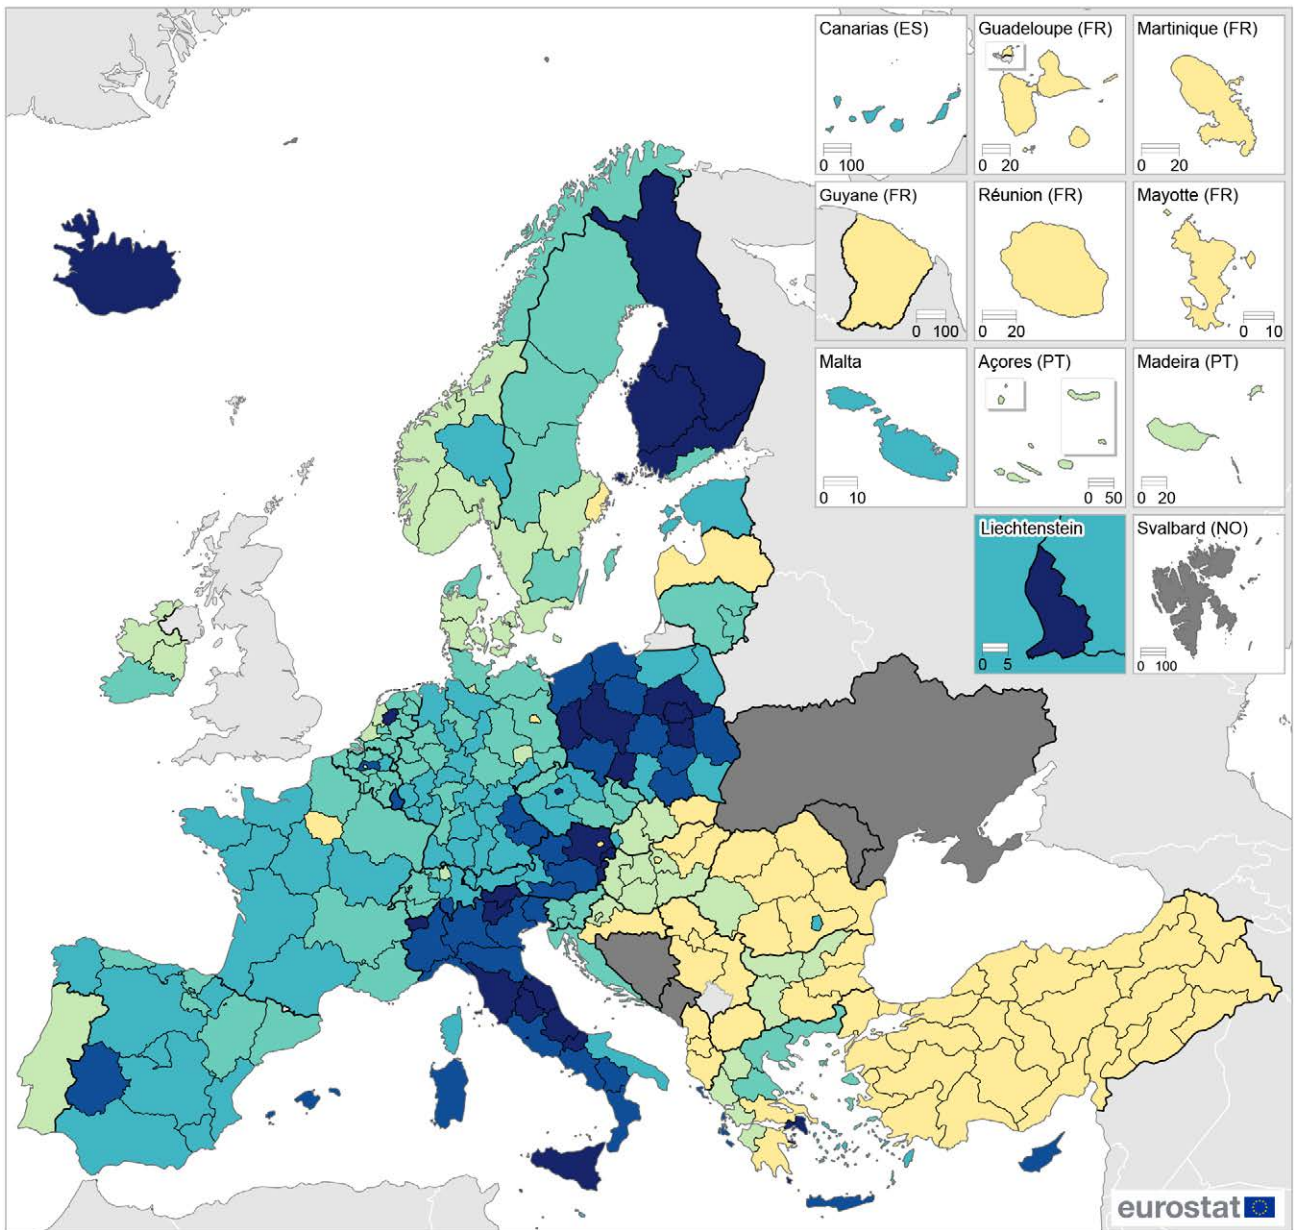 Canarias (ES)
0 100
Guadeloupe (FR)
0 20
Martinique (FR)
0 20
Guyane (FR)
0 100
Réunion (FR)
0 20
Mayotte (FR)
0 10
Malta
0 10
Açores (PT)
0 50
Madeira (PT)
0 20
Liechtenstein
0 5
Svalbard (NO)
0 100
eurostat